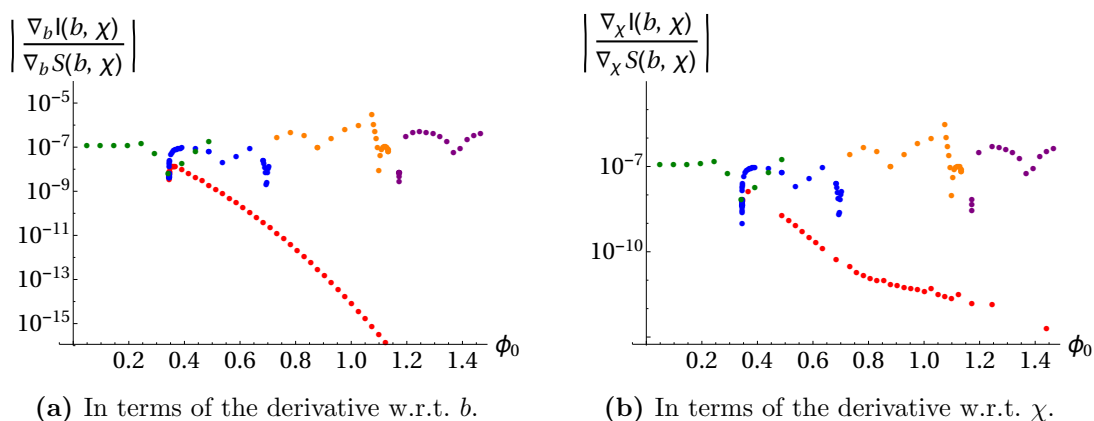 | ∇_b I(b, χ) / ∇_b S(b, χ) |
10^-5
10^-7
10^-9
10^-11
10^-13
10^-15
0.2 0.4 0.6 0.8 1.0 1.2 1.4 ϕ_0
(a) In terms of the derivative w.r.t. b.
| ∇_χ I(b, χ) / ∇_χ S(b, χ) |
10^-7
10^-10
0.2 0.4 0.6 0.8 1.0 1.2 1.4 ϕ_0
(b) In terms of the derivative w.r.t. χ.